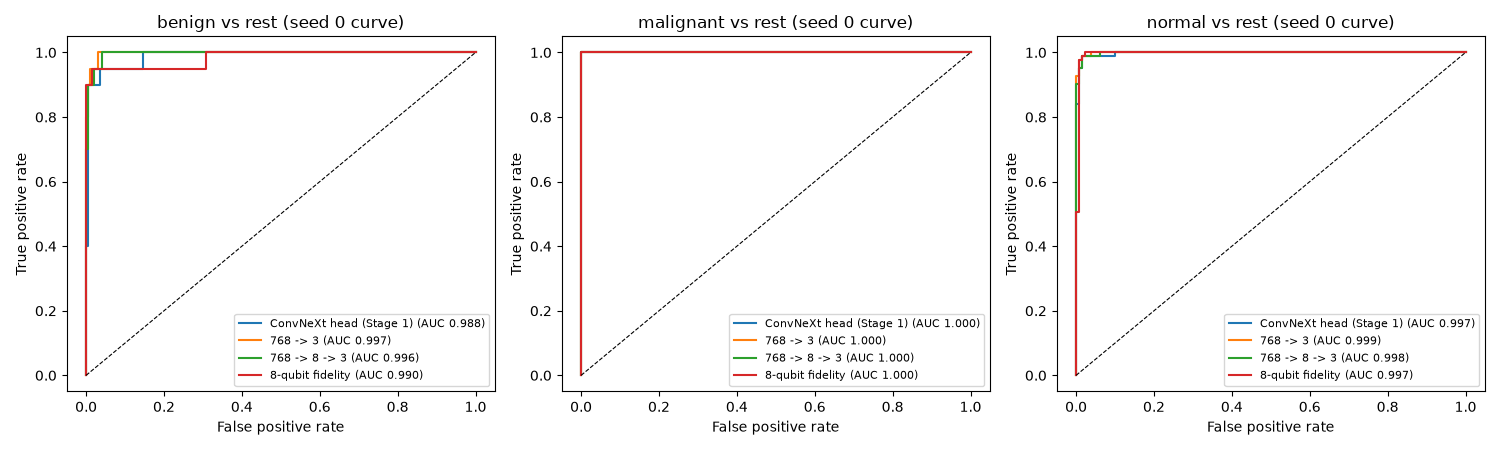 benign vs rest (seed 0 curve)
True positive rate
1.0
0.8
0.6
0.4
0.2
0.0
ConvNeXt head (Stage 1) (AUC 0.988)
768 -> 3 (AUC 0.997)
768 -> 8 -> 3 (AUC 0.996)
8-qubit fidelity (AUC 0.990)
0.0 0.2 0.4 0.6 0.8 1.0
False positive rate
malignant vs rest (seed 0 curve)
True positive rate
1.0
0.8
0.6
0.4
0.2
0.0
ConvNeXt head (Stage 1) (AUC 1.000)
768 -> 3 (AUC 1.000)
768 -> 8 -> 3 (AUC 1.000)
8-qubit fidelity (AUC 1.000)
0.0 0.2 0.4 0.6 0.8 1.0
False positive rate
normal vs rest (seed 0 curve)
True positive rate
1.0
0.8
0.6
0.4
0.2
0.0
ConvNeXt head (Stage 1) (AUC 0.997)
768 -> 3 (AUC 0.999)
768 -> 8 -> 3 (AUC 0.998)
8-qubit fidelity (AUC 0.997)
0.0 0.2 0.4 0.6 0.8 1.0
False positive rate